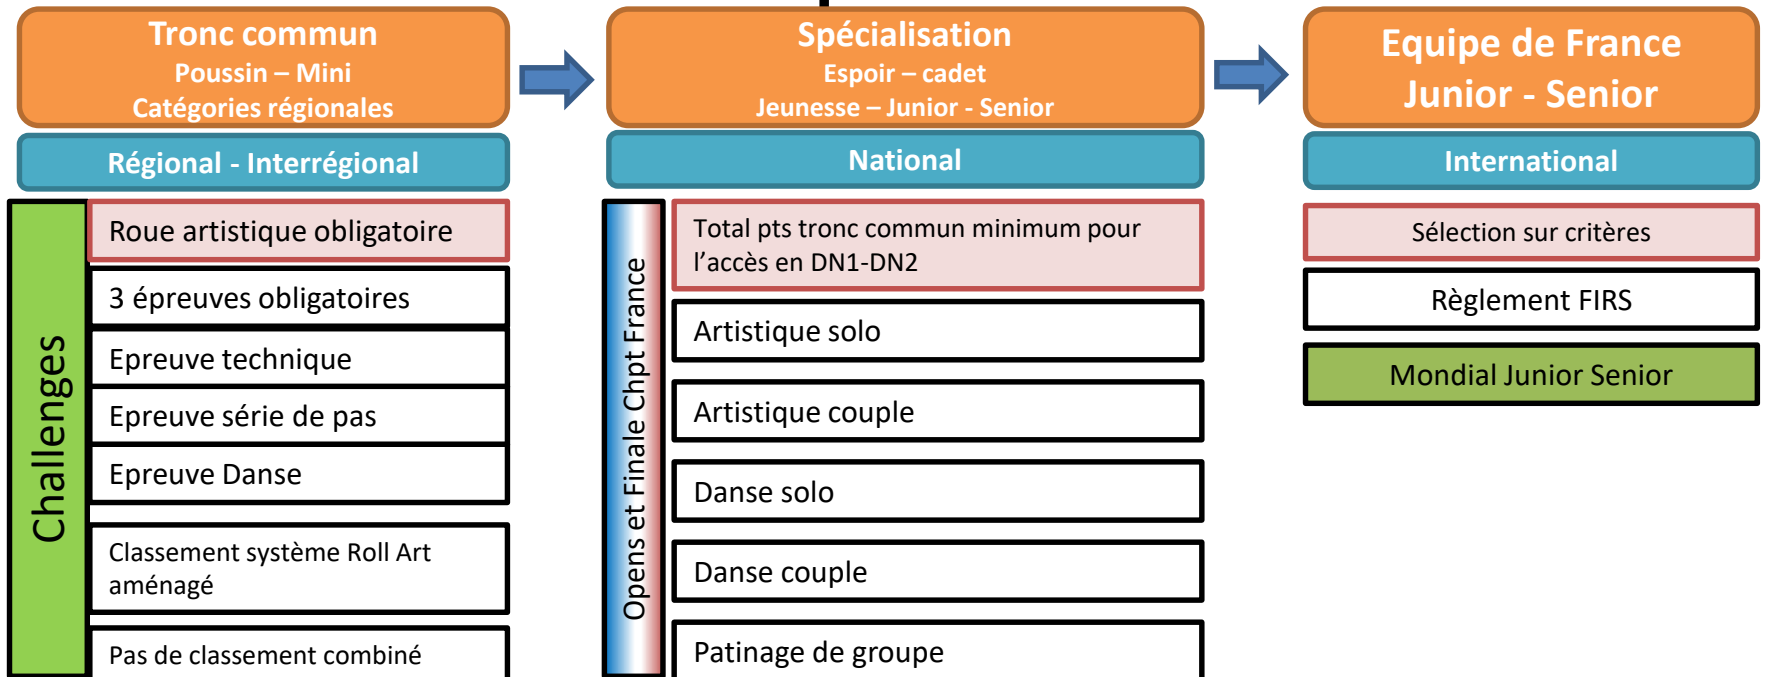 Tronc commun
Poussin – Mini
Catégories régionales
Régional - Interrégional
Challenges
Roue artistique obligatoire
3 épreuves obligatoires
Epreuve technique
Epreuve série de pas
Epreuve Danse
Classement système Roll Art
aménagé
Pas de classement combiné
Spécialisation
Espoir – cadet
Jeunesse – Junior - Senior
National
Opens et Finale Chpt France
Total pts tronc commun minimum pour
l’accès en DN1-DN2
Artistique solo
Artistique couple
Danse solo
Danse couple
Patinage de groupe
Equipe de France
Junior - Senior
International
Sélection sur critères
Règlement FIRS
Mondial Junior Senior